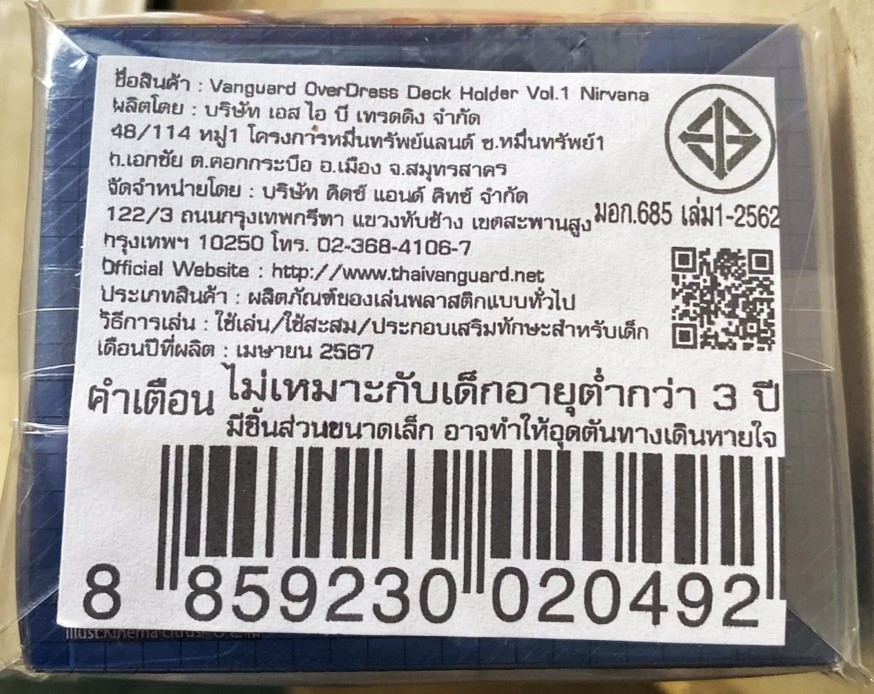 ชื่อสินค้า : Vanguard OverDress Deck Holder Vol.1 Nirvana
ผลิตโดย : บริษัท เอส ไอ บี เทรดดิง จำกัด
48/114 หมู่1 โครงการหมื่นทรัพย์แลนด์ ซ.หมื่นทรัพย์1
ถ.เอกชัย ต.คอกกระบือ อ.เมือง จ.สมุทรสาคร
จัดจำหน่ายโดย : บริษัท คิตซ์ แอนด์ คิทซ์ จำกัด
122/3 ถนนกรุงเทพกรีฑา แขวงทับช้าง เขตสะพานสูง
มอก.685 เล่ม1-2562
กรุงเทพฯ 10250 โทร. 02-368-4106-7
Official Website : http://www.thaivanguard.net
ประเภทสินค้า : ผลิตภัณฑ์ของเล่นพลาสติกแบบทั่วไป
วิธีการเล่น : ใช้เล่น/ใช้สะสม/ประกอบเสริมทักษะสำหรับเด็ก
เดือนปีที่ผลิต : เมษายน 2567
คำเตือน ไม่เหมาะกับเด็กอายุต่ำกว่า 3 ปี
มีชิ้นส่วนขนาดเล็ก อาจทำให้อุดตันทางเดินหายใจ
8 859230 020492